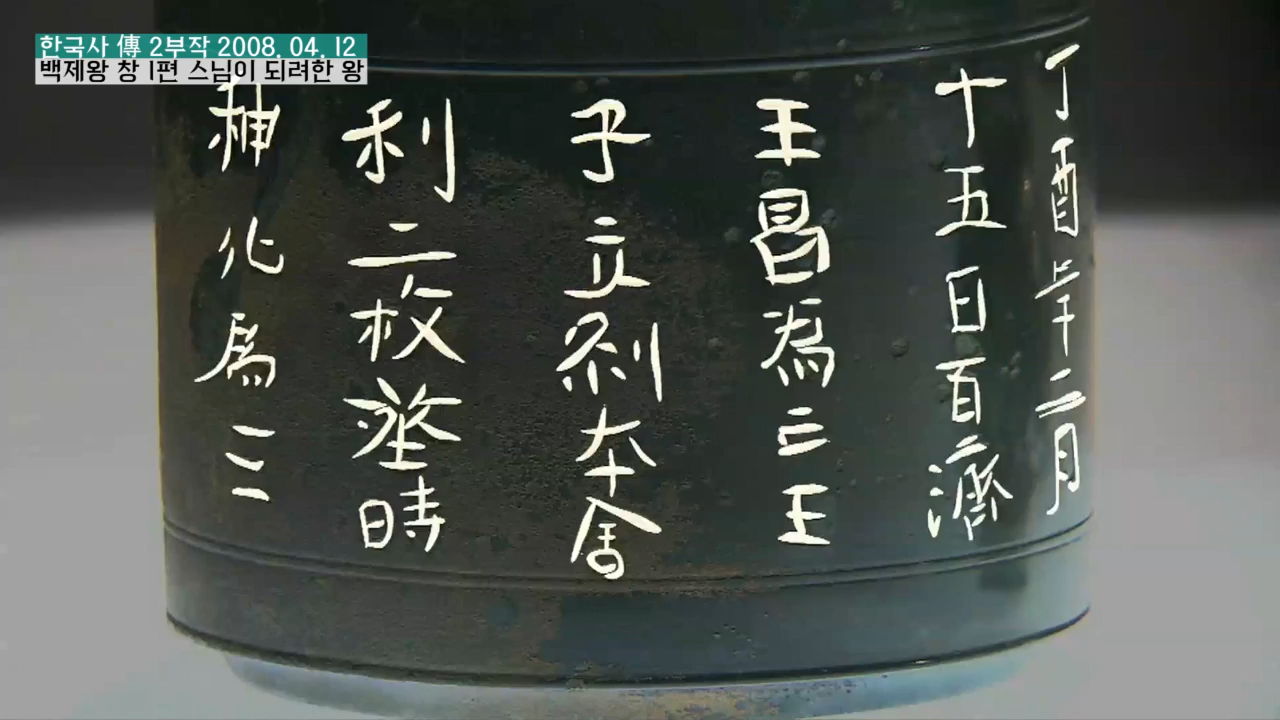 한국사 傳 2부작 2008. 04. 12
백제왕 창 1편 스님이 되려한 왕
丁酉年二月
十五日百濟
王昌為亡王
子立刹本舍
利二枚葬時
神化為三